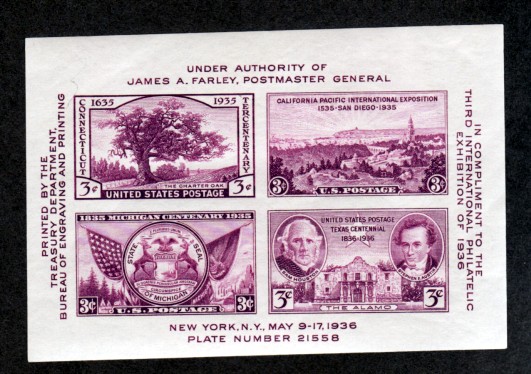 UNDER AUTHORITY OF
JAMES A. FARLEY, POSTMASTER GENERAL
PRINTED BY THE
TREASURY DEPARTMENT,
BUREAU OF ENGRAVING AND PRINTING
1635 1935
CONNECTICUT
TERCENTENARY
THE CHARTER OAK
3¢ 3¢
UNITED STATES POSTAGE
CALIFORNIA PACIFIC INTERNATIONAL EXPOSITION
1535-SAN DIEGO-1935
3¢ 3¢
U.S. POSTAGE
1835 MICHIGAN CENTENARY 1935
STATE SEAL
OF MICHIGAN
3¢ 3¢
U.S. POSTAGE
UNITED STATES POSTAGE
TEXAS CENTENNIAL
1836-1936
SAM HOUSTON
3¢ 3¢
THE ALAMO
IN COMPLIMENT TO THE
THIRD INTERNATIONAL PHILATELIC
EXHIBITION OF 1936
NEW YORK, N.Y., MAY 9-17, 1936
PLATE NUMBER 21558